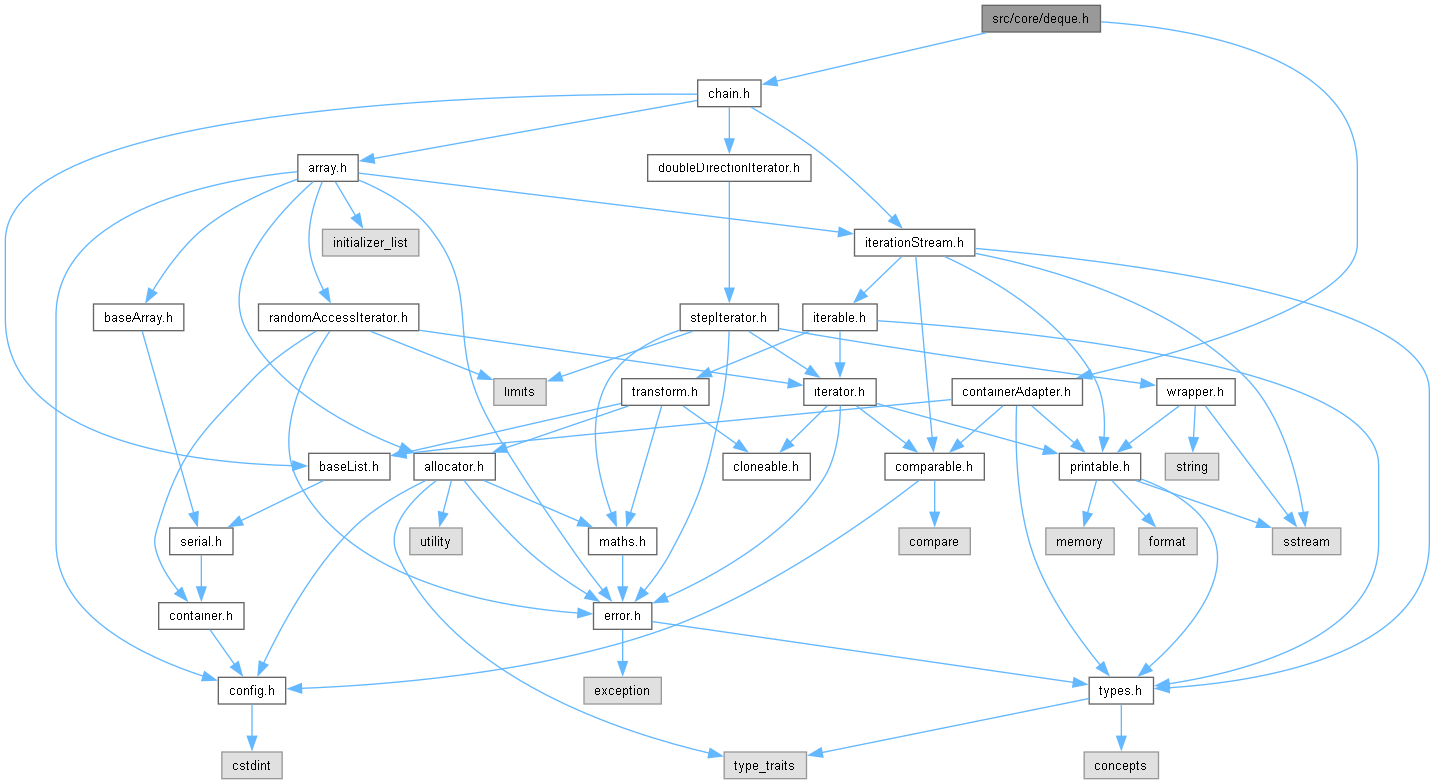 src/core/deque.h
chain.h
array.h
doubleDirectionIterator.h
initializer_list
iterationStream.h
baseArray.h
randomAccessIterator.h
stepIterator.h
iterable.h
limits
transform.h
iterator.h
containerAdapter.h
wrapper.h
baseList.h
allocator.h
cloneable.h
comparable.h
printable.h
string
serial.h
utility
maths.h
compare
memory
format
sstream
container.h
error.h
config.h
exception
types.h
cstdint
type_traits
concepts